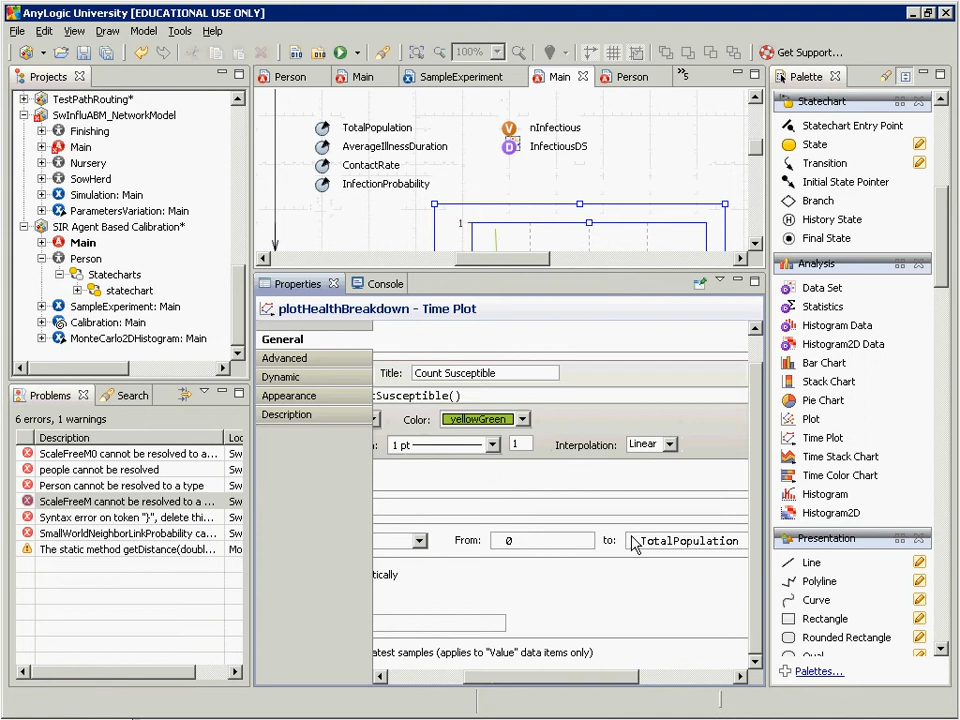 AnyLogic University [EDUCATIONAL USE ONLY]
File Edit View Draw Model Tools Help
100% Get Support...
Projects
TestPathRouting*
SwInfluABM_NetworkModel
Finishing
Main
Nursery
SowHerd
Simulation: Main
ParametersVariation: Main
SIR Agent Based Calibration*
Main
Person
Statecharts
statechart
SampleExperiment: Main
Calibration: Main
MonteCarlo2DHistogram: Main
Problems Search
6 errors, 1 warnings
Description Loc
ScaleFreeM0 cannot be resolved to a... Sw
people cannot be resolved Sw
Person cannot be resolved to a type Sw
ScaleFreeM cannot be resolved to a ... Sw
Syntax error on token "}", delete thi... Sw
SmallWorldNeighborLinkProbability ca... Sw
The static method getDistance(doubl... Mo
Person Main SampleExperiment Main Person »5
TotalPopulation nInfectious
AverageIllnessDuration InfectiousDS
ContactRate
InfectionProbability
1
Properties Console
plotHealthBreakdown - Time Plot
General
Advanced
Dynamic
Appearance
Description
Title: Count Susceptible
tSusceptible()
Color: yellowGreen
1 pt 1 Interpolation: Linear
From: 0 to: TotalPopulation
atest samples (applies to "Value" data items only)
Palette
Statechart
Statechart Entry Point
State
Transition
Initial State Pointer
Branch
History State
Final State
Analysis
Data Set
Statistics
Histogram Data
Histogram2D Data
Bar Chart
Stack Chart
Pie Chart
Plot
Time Plot
Time Stack Chart
Time Color Chart
Histogram
Histogram2D
Presentation
Line
Polyline
Curve
Rectangle
Rounded Rectangle
Oval
Palettes...